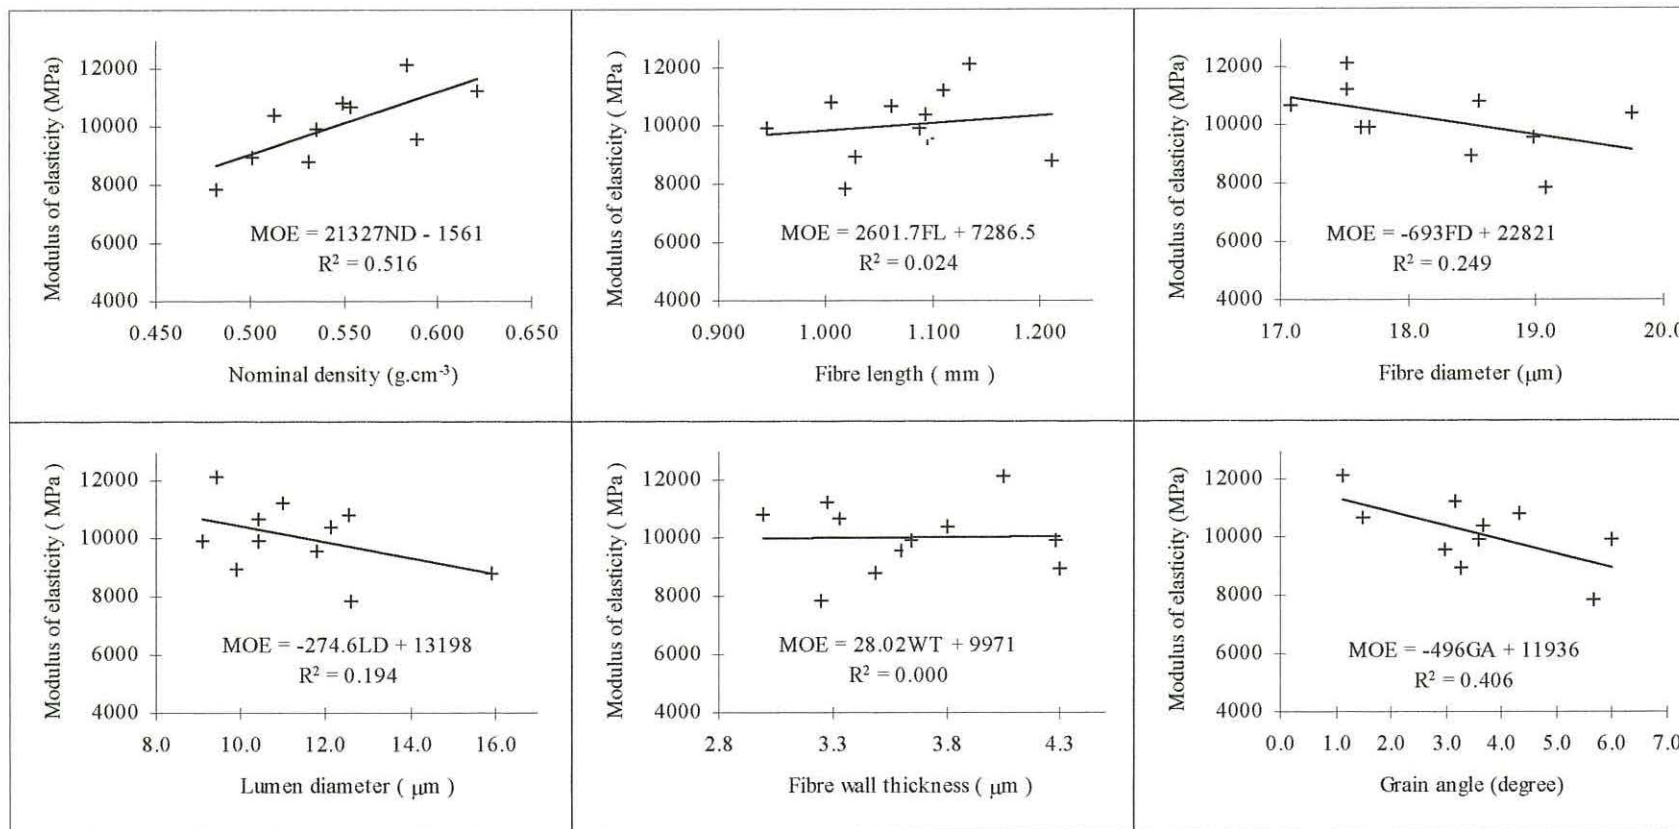 Modulus of elasticity (MPa)
12000
10000
8000
6000
4000
MOE = 21327ND - 1561
R² = 0.516
0.450 0.500 0.550 0.600 0.650
Nominal density (g.cm⁻³)
Modulus of elasticity ( MPa)
12000
10000
8000
6000
4000
MOE = 2601.7FL + 7286.5
R² = 0.024
0.900 1.000 1.100 1.200
Fibre length ( mm )
Modulus of elasticity (MPa)
12000
10000
8000
6000
4000
MOE = -693FD + 22821
R² = 0.249
17.0 18.0 19.0 20.0
Fibre diameter (μm)
Modulus of elasticity ( MPa)
12000
10000
8000
6000
4000
MOE = -274.6LD + 13198
R² = 0.194
8.0 10.0 12.0 14.0 16.0
Lumen diameter ( μm )
Modulus of elasticity ( MPa)
12000
10000
8000
6000
4000
MOE = 28.02WT + 9971
R² = 0.000
2.8 3.3 3.8 4.3
Fibre wall thickness ( μm )
Modulus of elasticity (MPa)
12000
10000
8000
6000
4000
MOE = -496GA + 11936
R² = 0.406
0.0 1.0 2.0 3.0 4.0 5.0 6.0 7.0
Grain angle (degree)